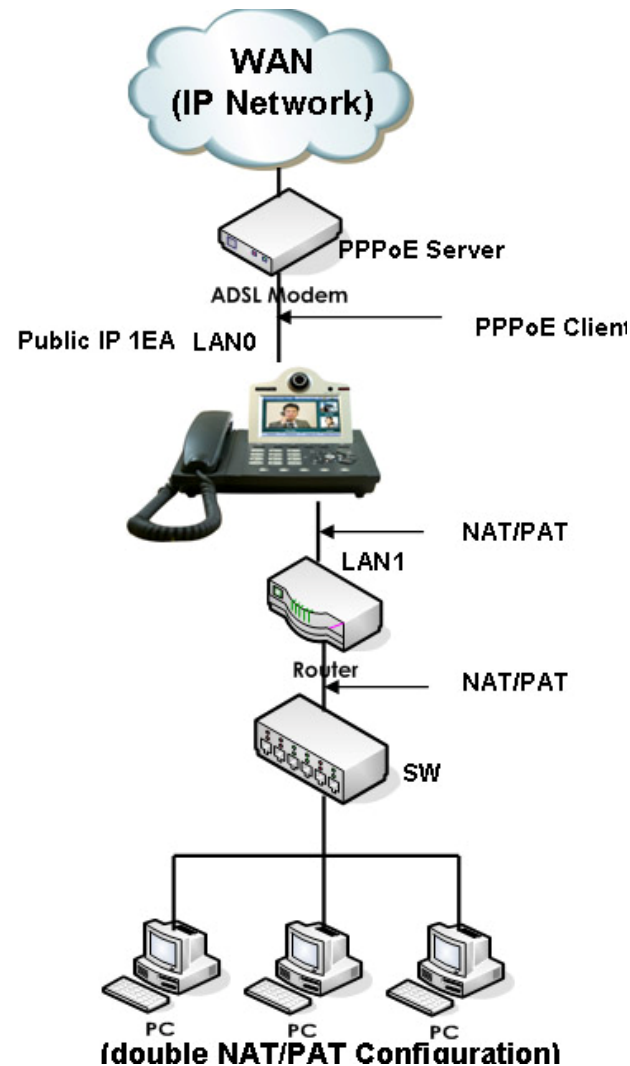 WAN
(IP Network)
PPPoE Server
ADSL Modem
PPPoE Client
Public IP 1EA LAN0
NAT/PAT
LAN1
Router
NAT/PAT
SW
PC PC PC
(double NAT/PAT Configuration)